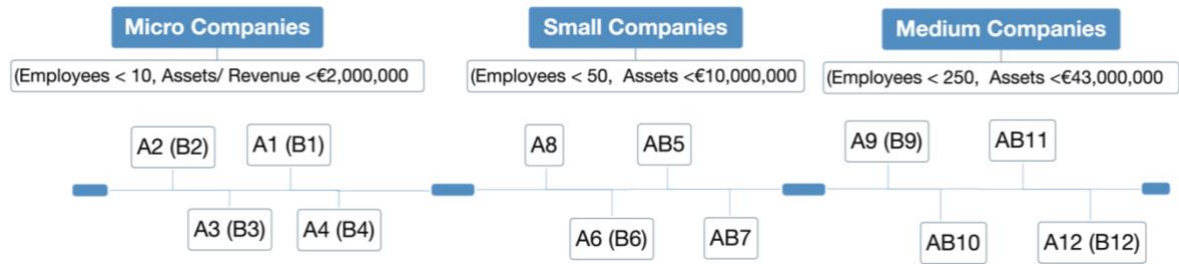 Micro Companies
Small Companies
Medium Companies
(Employees < 10, Assets/ Revenue <€2,000,000
(Employees < 50,  Assets <€10,000,000
(Employees < 250,  Assets <€43,000,000
A2 (B2)
A1 (B1)
A8
AB5
A9 (B9)
AB11
A3 (B3)
A4 (B4)
A6 (B6)
AB7
AB10
A12 (B12)